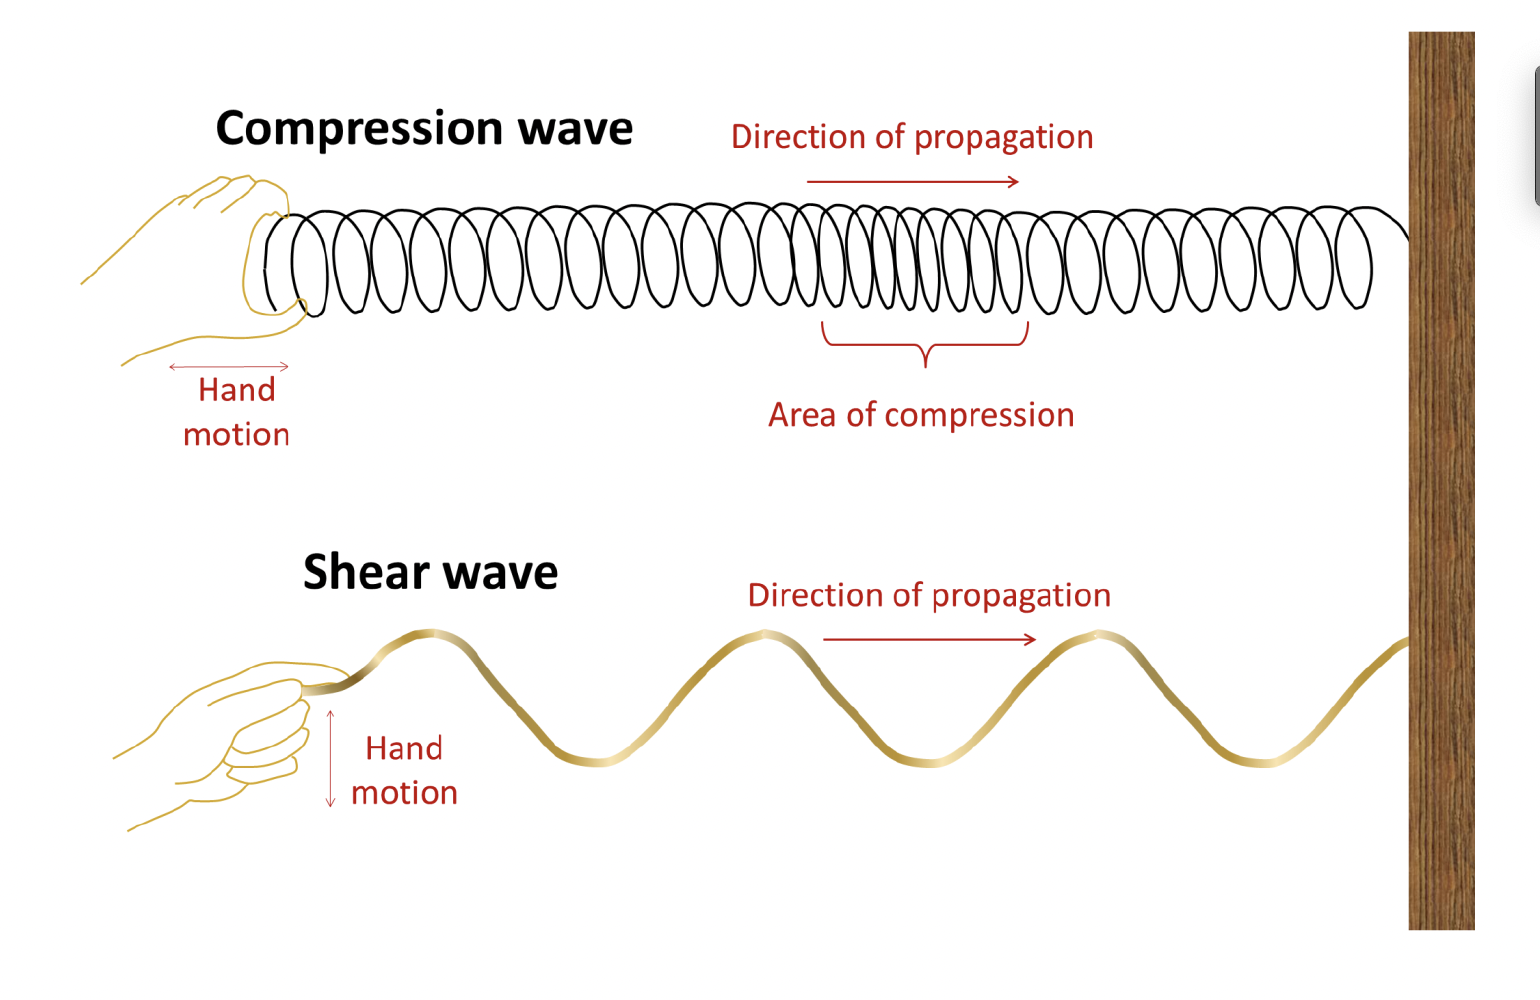 Compression wave
Direction of propagation
Hand
motion
Area of compression
Shear wave
Direction of propagation
Hand
motion